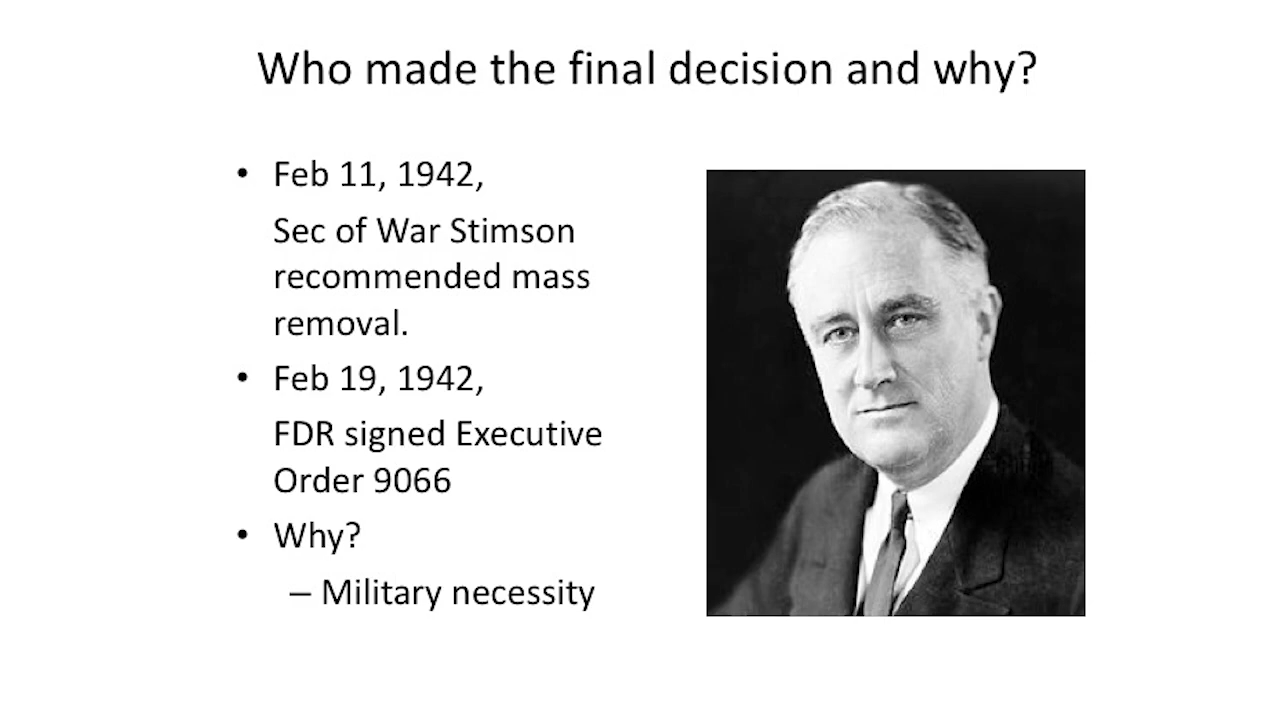 Who made the final decision and why?
• Feb 11, 1942,
Sec of War Stimson
recommended mass
removal.
• Feb 19, 1942,
FDR signed Executive
Order 9066
• Why?
– Military necessity